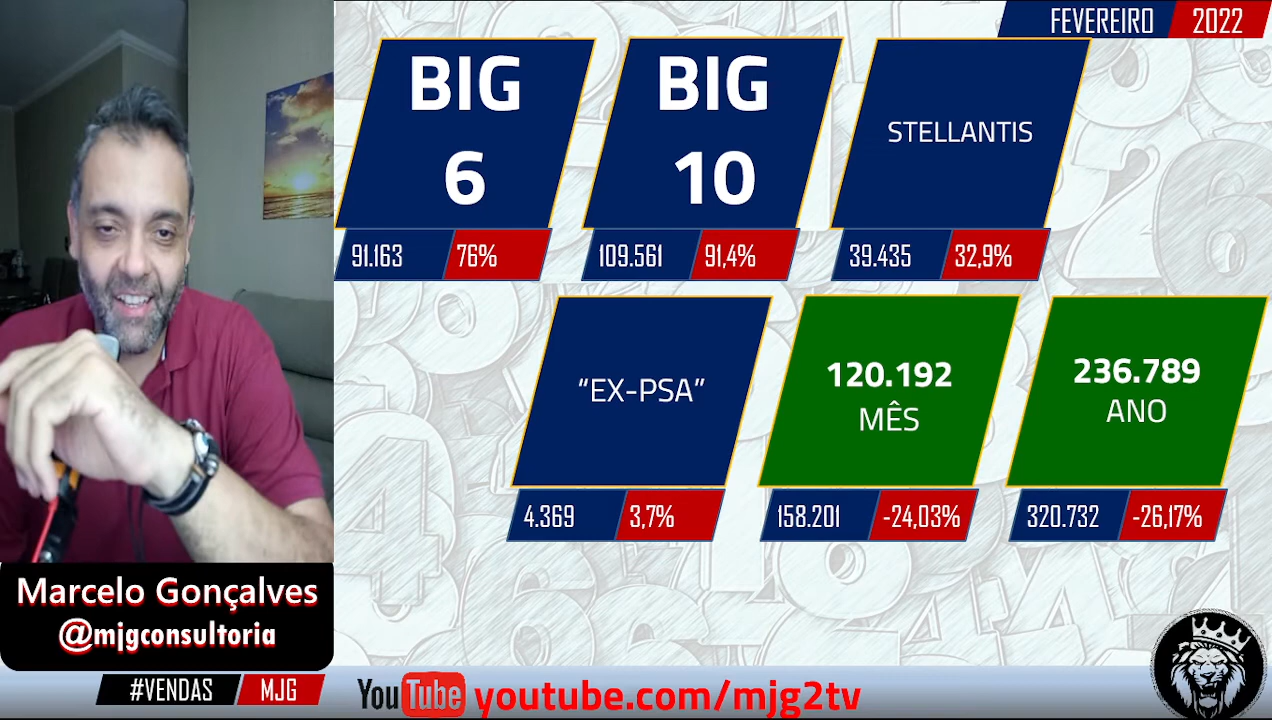 FEVEREIRO 2022
BIG
6
91.163 76%
BIG
10
109.561 91,4%
STELLANTIS
39.435 32,9%
“EX-PSA”
4.369 3,7%
120.192
MÊS
158.201 -24,03%
236.789
ANO
320.732 -26,17%
Marcelo Gonçalves
@mjgconsultoria
#VENDAS MJG
YouTube youtube.com/mjg2tv